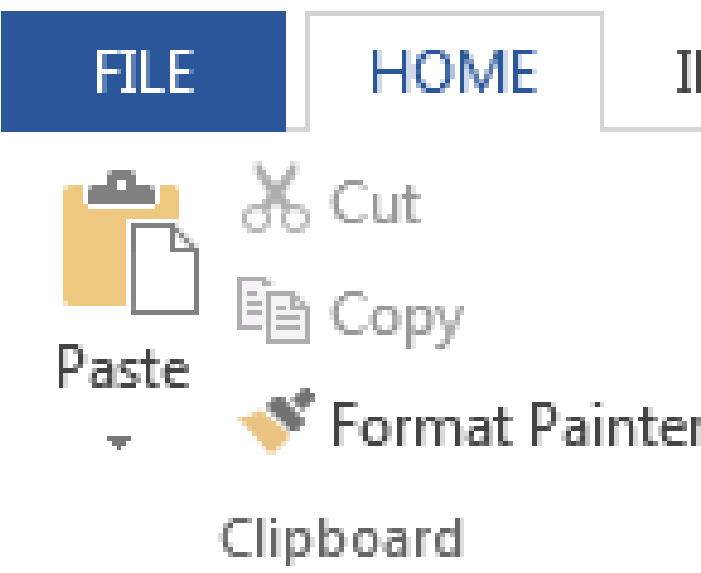 FILE HOME
Cut
Copy
Paste
Format Painter
Clipboard